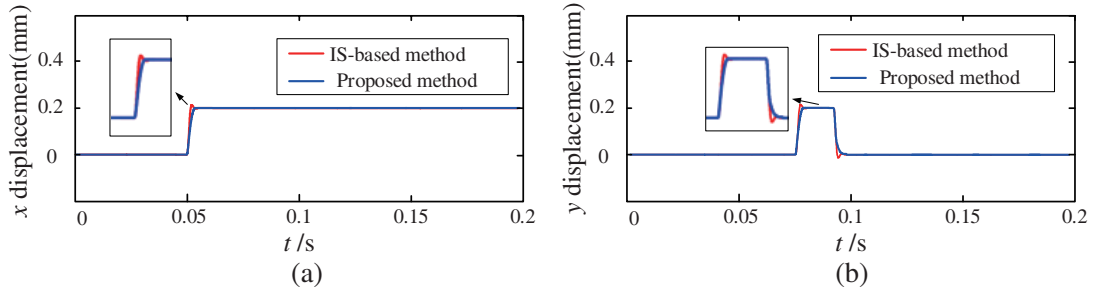 x displacement(mm)
0.4
0.2
0
IS-based method
Proposed method
0
0.05
0.1
0.15
0.2
t /s
(a)
y displacement(mm)
0.4
0.2
0
IS-based method
Proposed method
0
0.05
0.1
0.15
0.2
t /s
(b)